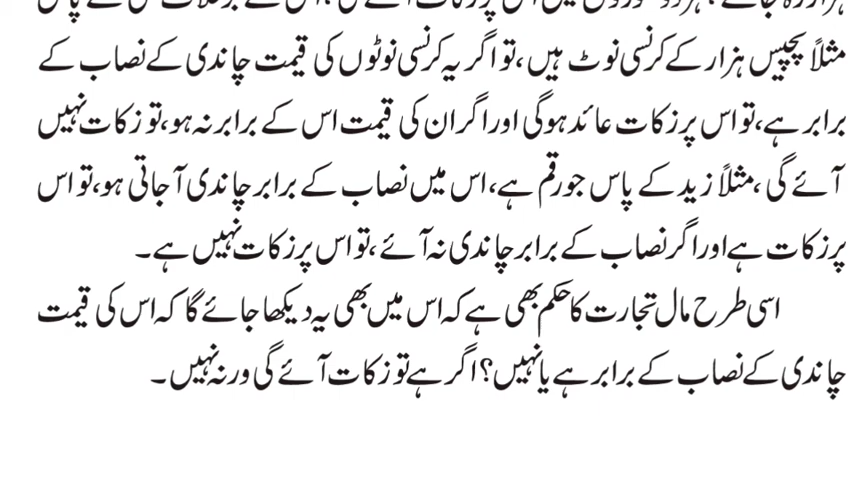 مثلاً پچیس ہزار کے کرنسی نوٹ ہیں، تو اگر یہ کرنسی نوٹوں کی قیمت چاندی کے نصاب کے
برابر ہے، تو اس پر زکات عائد ہوگی اور اگر ان کی قیمت اس کے برابر نہ ہو، تو زکات نہیں
آئے گی، مثلاً زید کے پاس جو رقم ہے، اس میں نصاب کے برابر چاندی آجاتی ہو، تو اس
پر زکات ہے اور اگر نصاب کے برابر چاندی نہ آئے، تو اس پر زکات نہیں ہے۔
اسی طرح مال تجارت کا حکم بھی ہے کہ اس میں بھی یہ دیکھا جائے گا کہ اس کی قیمت
چاندی کے نصاب کے برابر ہے یا نہیں؟ اگر ہے تو زکات آئے گی ورنہ نہیں۔